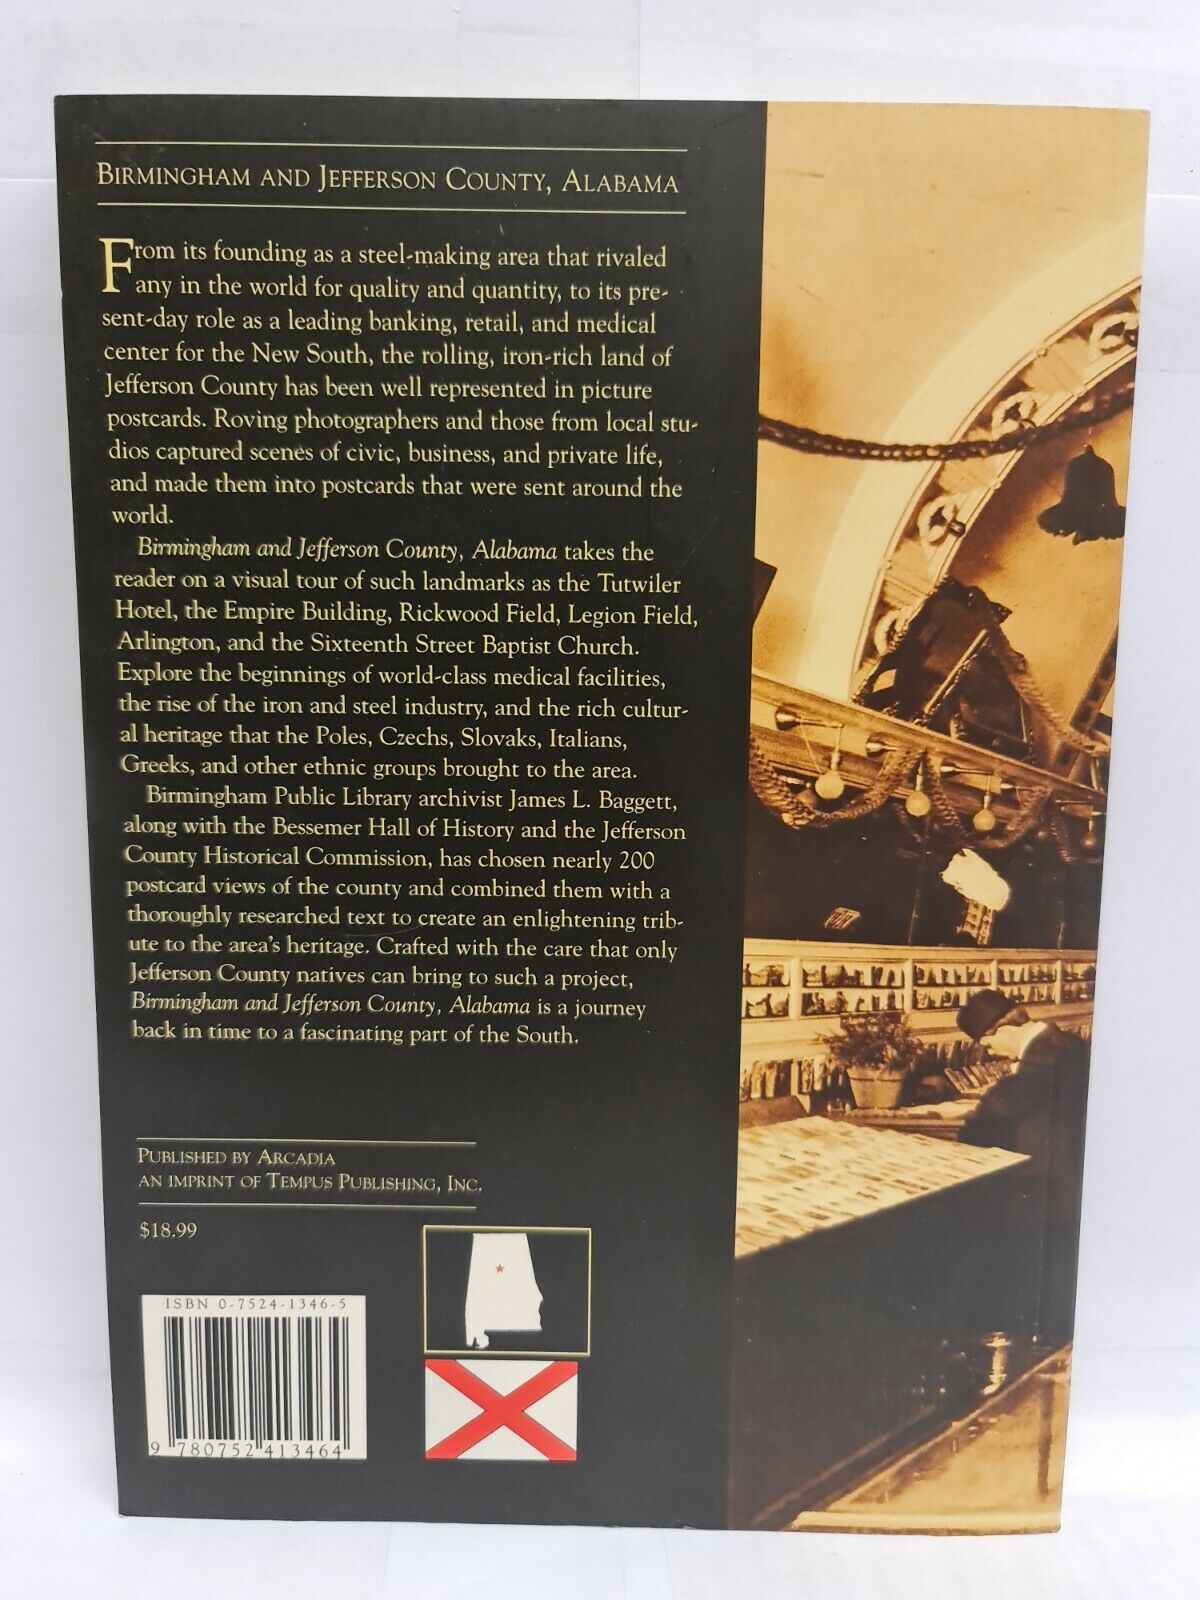 BIRMINGHAM AND JEFFERSON COUNTY, ALABAMA
From its founding as a steel-making area that rivaled
any in the world for quality and quantity, to its pre-
sent-day role as a leading banking, retail, and medical
center for the New South, the rolling, iron-rich land of
Jefferson County has been well represented in picture
postcards. Roving photographers and those from local stu-
dios captured scenes of civic, business, and private life,
and made them into postcards that were sent around the
world.
Birmingham and Jefferson County, Alabama takes the
reader on a visual tour of such landmarks as the Tutwiler
Hotel, the Empire Building, Rickwood Field, Legion Field,
Arlington, and the Sixteenth Street Baptist Church.
Explore the beginnings of world-class medical facilities,
the rise of the iron and steel industry, and the rich cultur-
al heritage that the Poles, Czechs, Slovaks, Italians,
Greeks, and other ethnic groups brought to the area.
Birmingham Public Library archivist James L. Baggett,
along with the Bessemer Hall of History and the Jefferson
County Historical Commission, has chosen nearly 200
postcard views of the county and combined them with a
thoroughly researched text to create an enlightening trib-
ute to the area's heritage. Crafted with the care that only
Jefferson County natives can bring to such a project,
Birmingham and Jefferson County, Alabama is a journey
back in time to a fascinating part of the South.
PUBLISHED BY ARCADIA
AN IMPRINT OF TEMPUS PUBLISHING, INC.
$18.99
ISBN 0-7524-1346-5
9 780752 413464